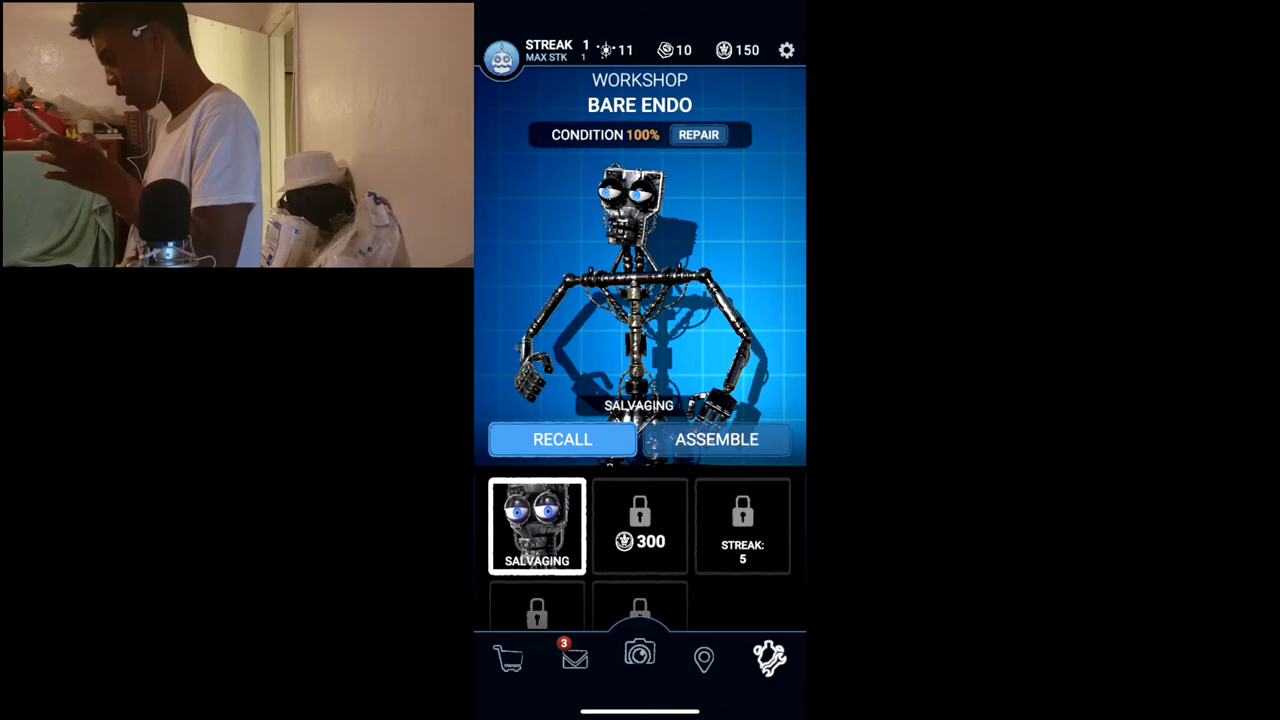 STREAK 1
MAX STK 1
11
10
150
WORKSHOP
BARE ENDO
CONDITION 100% REPAIR
SALVAGING
RECALL
ASSEMBLE
SALVAGING
300
STREAK:
5
3